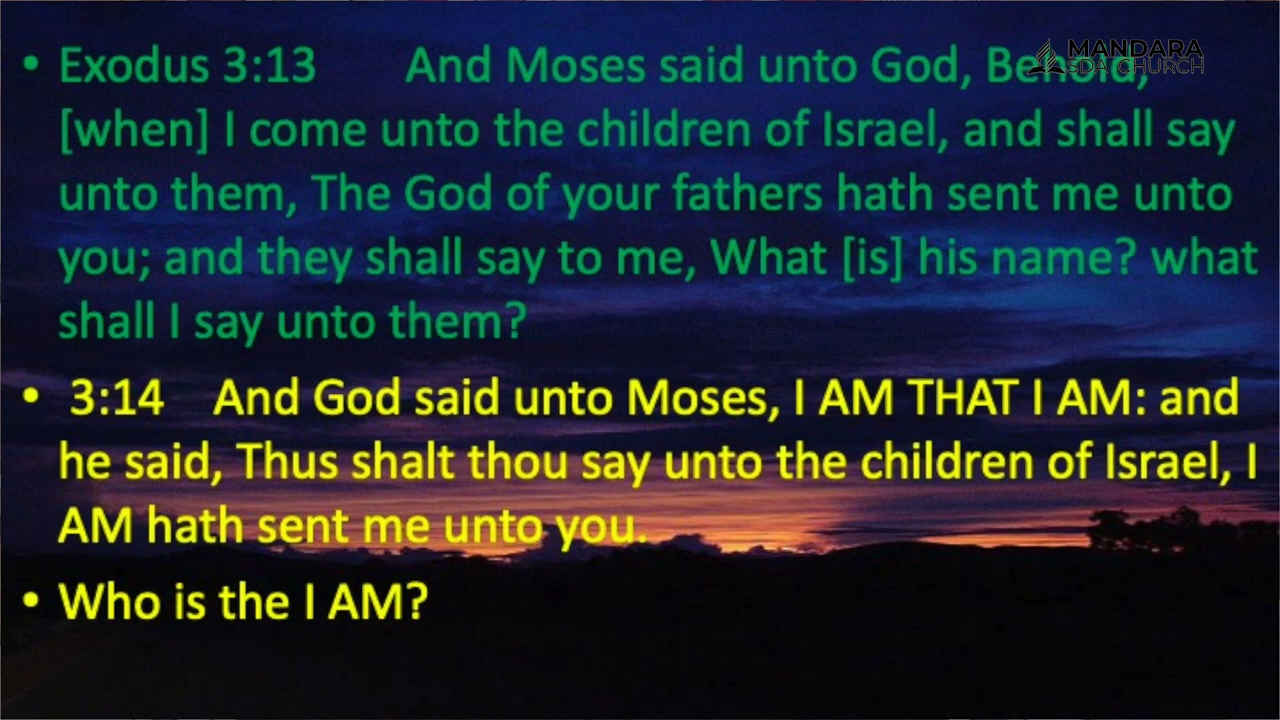 • Exodus 3:13 And Moses said unto God, Behold,
MANDARA
SDA CHURCH
[when] I come unto the children of Israel, and shall say
unto them, The God of your fathers hath sent me unto
you; and they shall say to me, What [is] his name? what
shall I say unto them?
• 3:14 And God said unto Moses, I AM THAT I AM: and
he said, Thus shalt thou say unto the children of Israel, I
AM hath sent me unto you.
• Who is the I AM?